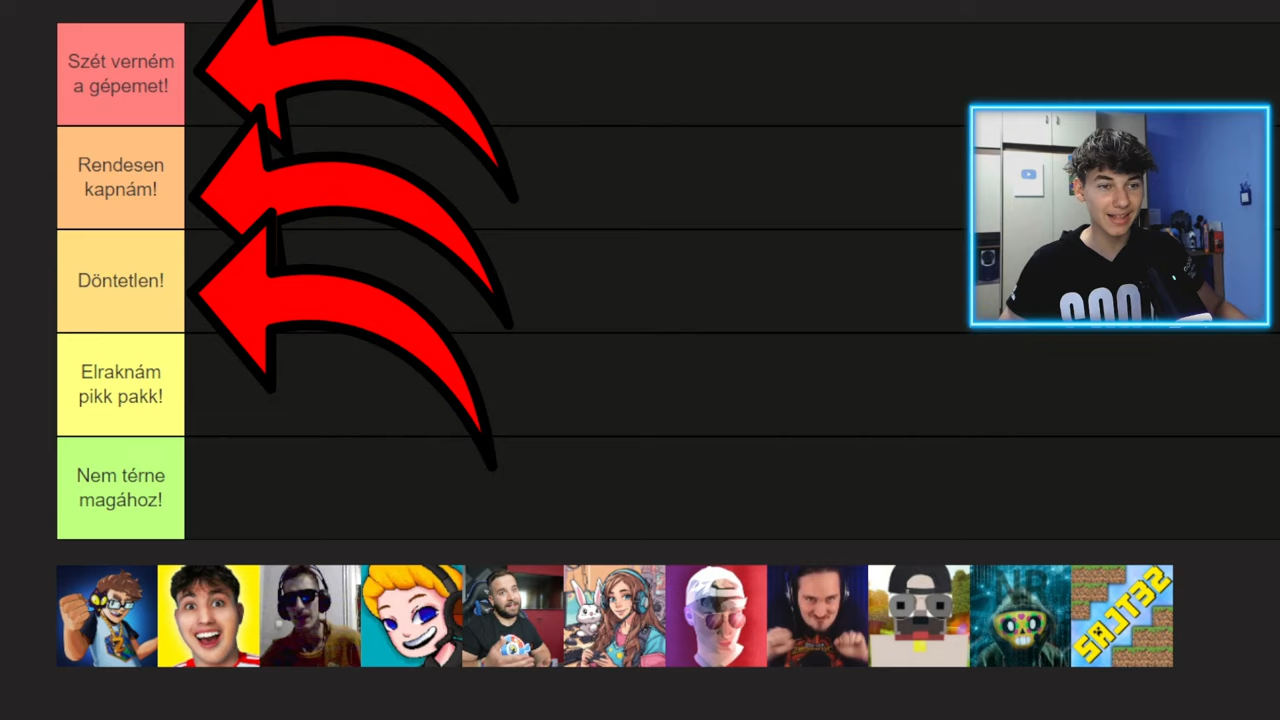 Szét verném
a gépemet!
Rendesen
kapnám!
Döntetlen!
Elraknám
pikk pakk!
Nem térne
magához!
SAJT32